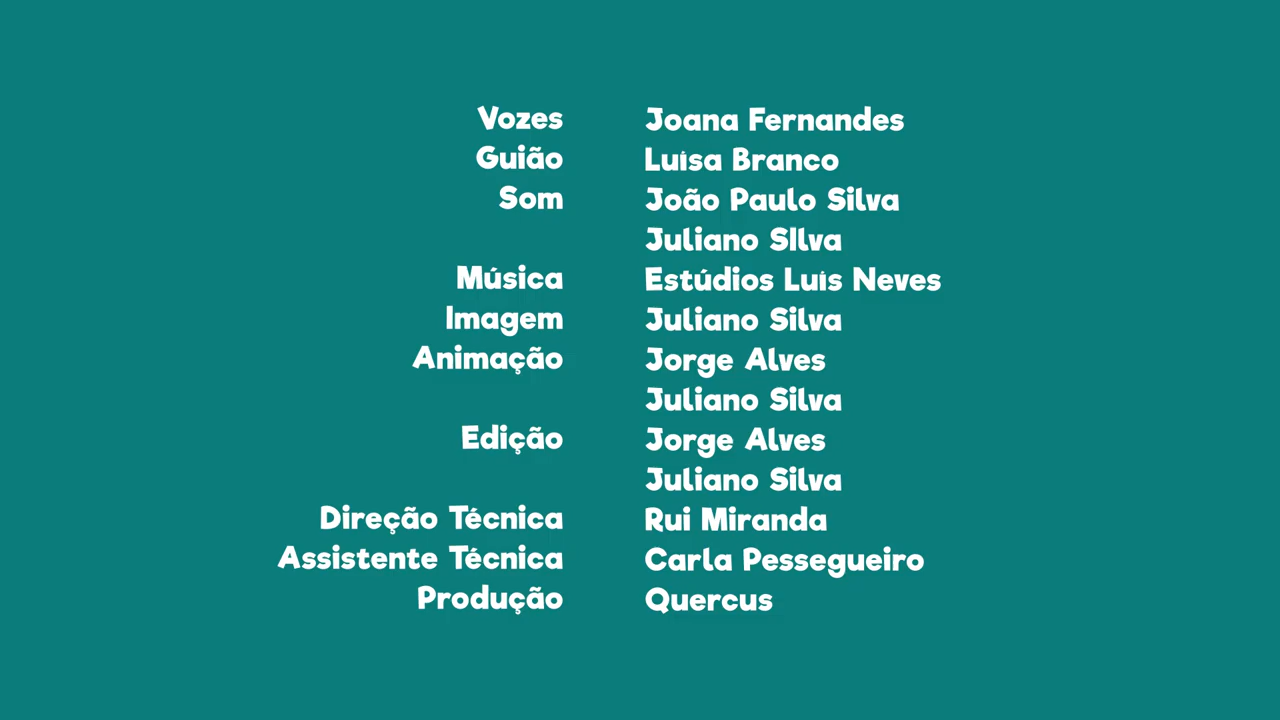 Vozes Joana Fernandes
Guião Luísa Branco
Som João Paulo Silva
Juliano SIlva
Música Estúdios Luís Neves
Imagem Juliano Silva
Animação Jorge Alves
Juliano Silva
Edição Jorge Alves
Juliano Silva
Direção Técnica Rui Miranda
Assistente Técnica Carla Pessegueiro
Produção Quercus